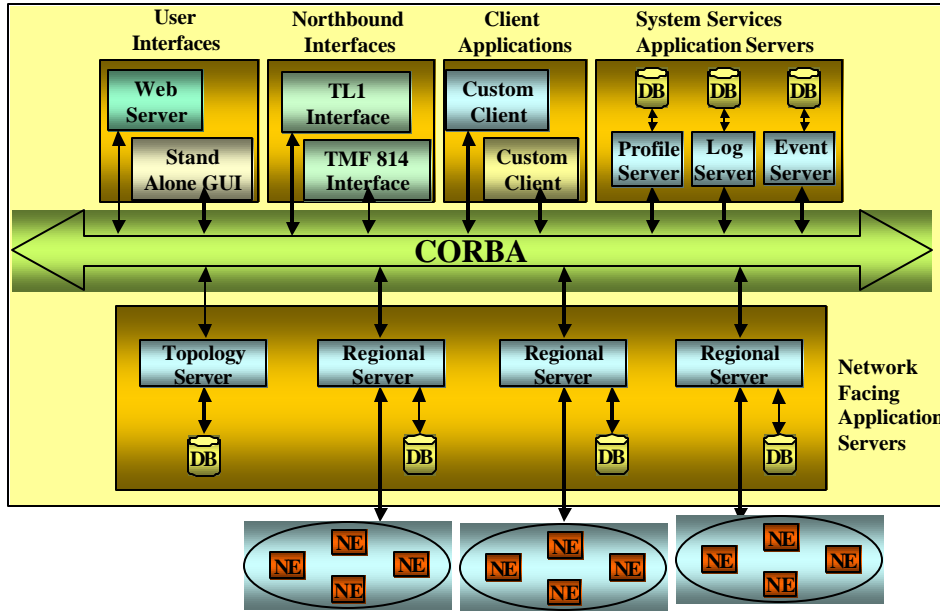 User
Interfaces
Northbound
Interfaces
Client
Applications
System Services
Application Servers
Web
Server
Stand
Alone GUI
TL1
Interface
TMF 814
Interface
Custom
Client
Custom
Client
DB
DB
DB
Profile
Server
Log
Server
Event
Server
CORBA
Topology
Server
Regional
Server
Regional
Server
Regional
Server
DB
DB
DB
DB
Network
Facing
Application
Servers
NE
NE
NE
NE
NE
NE
NE
NE
NE
NE
NE
NE